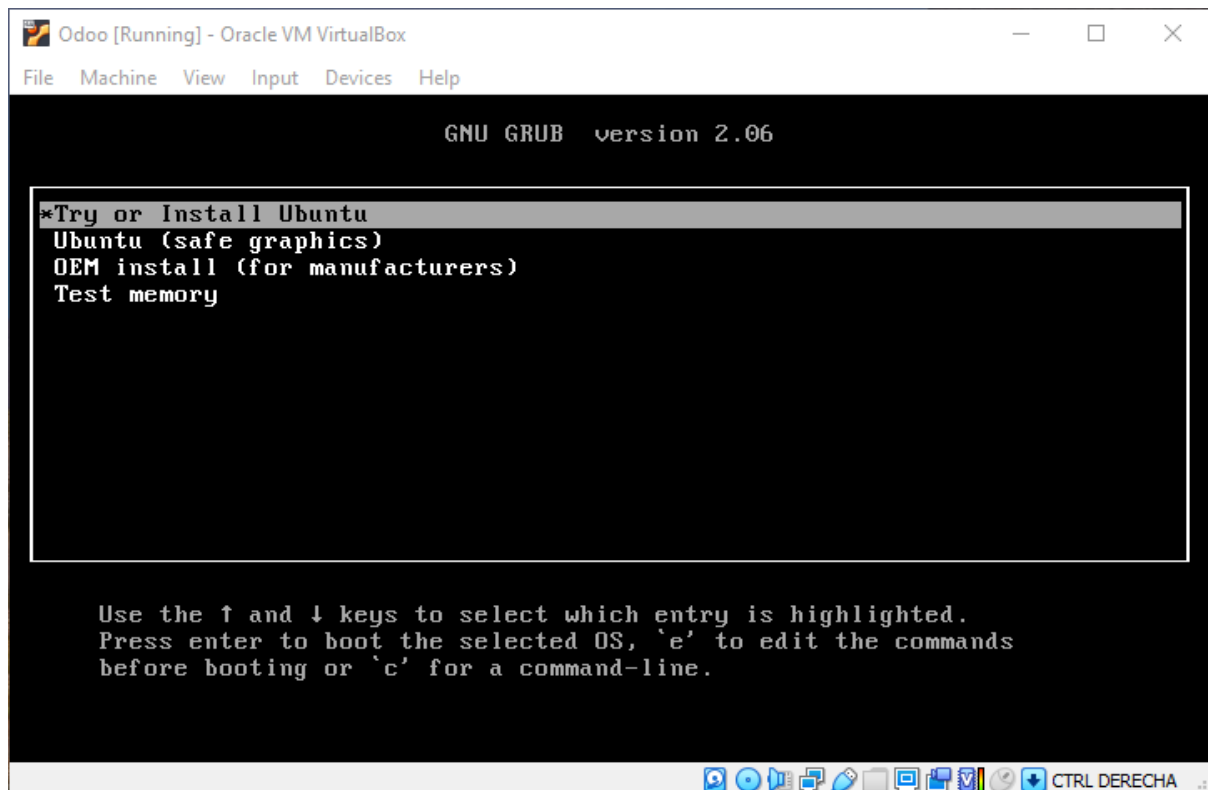 Odoo [Running] - Oracle VM VirtualBox
File Machine View Input Devices Help
GNU GRUB version 2.06
*Try or Install Ubuntu
Ubuntu (safe graphics)
OEM install (for manufacturers)
Test memory
Use the ↑ and ↓ keys to select which entry is highlighted.
Press enter to boot the selected OS, `e' to edit the commands
before booting or `c' for a command-line.
CTRL DERECHA